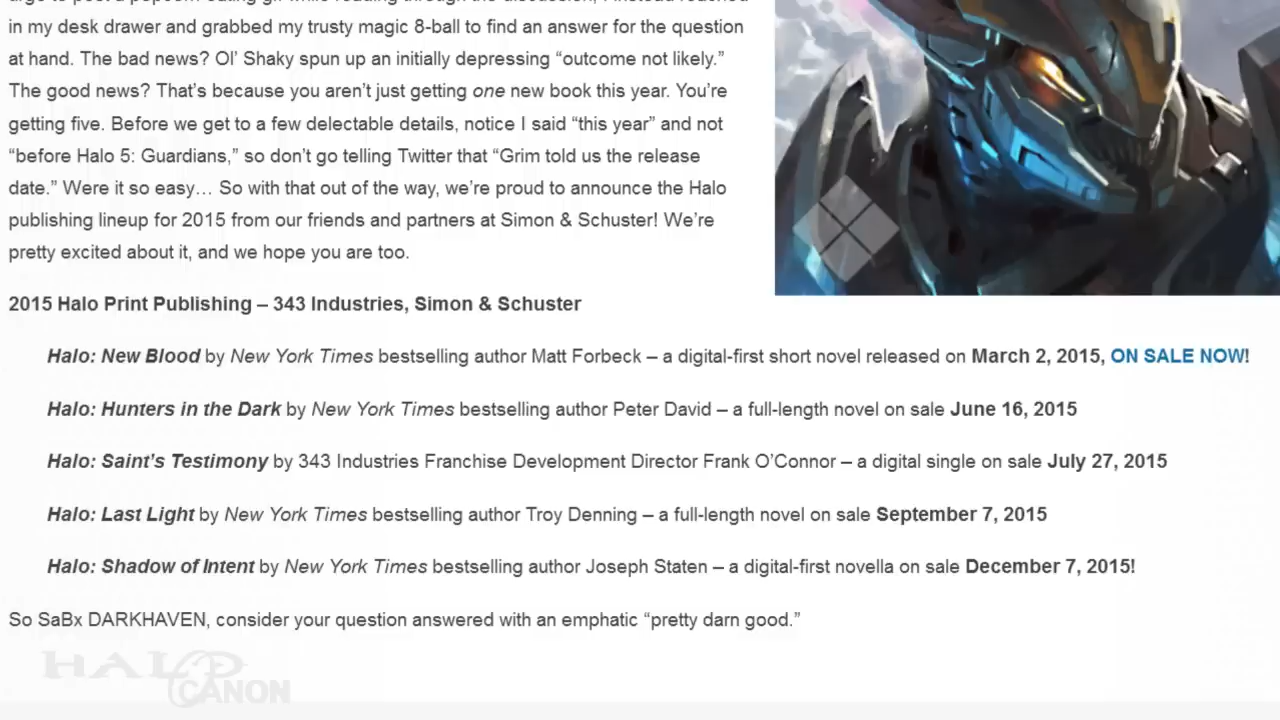 in my desk drawer and grabbed my trusty magic 8-ball to find an answer for the question
at hand. The bad news? Ol’ Shaky spun up an initially depressing “outcome not likely.”
The good news? That’s because you aren’t just getting one new book this year. You’re
getting five. Before we get to a few delectable details, notice I said “this year” and not
“before Halo 5: Guardians,” so don’t go telling Twitter that “Grim told us the release
date.” Were it so easy… So with that out of the way, we’re proud to announce the Halo
publishing lineup for 2015 from our friends and partners at Simon & Schuster! We’re
pretty excited about it, and we hope you are too.
2015 Halo Print Publishing – 343 Industries, Simon & Schuster
Halo: New Blood by New York Times bestselling author Matt Forbeck – a digital-first short novel released on March 2, 2015, ON SALE NOW!
Halo: Hunters in the Dark by New York Times bestselling author Peter David – a full-length novel on sale June 16, 2015
Halo: Saint’s Testimony by 343 Industries Franchise Development Director Frank O’Connor – a digital single on sale July 27, 2015
Halo: Last Light by New York Times bestselling author Troy Denning – a full-length novel on sale September 7, 2015
Halo: Shadow of Intent by New York Times bestselling author Joseph Staten – a digital-first novella on sale December 7, 2015!
So SaBx DARKHAVEN, consider your question answered with an emphatic “pretty darn good.”
HALO
CANON